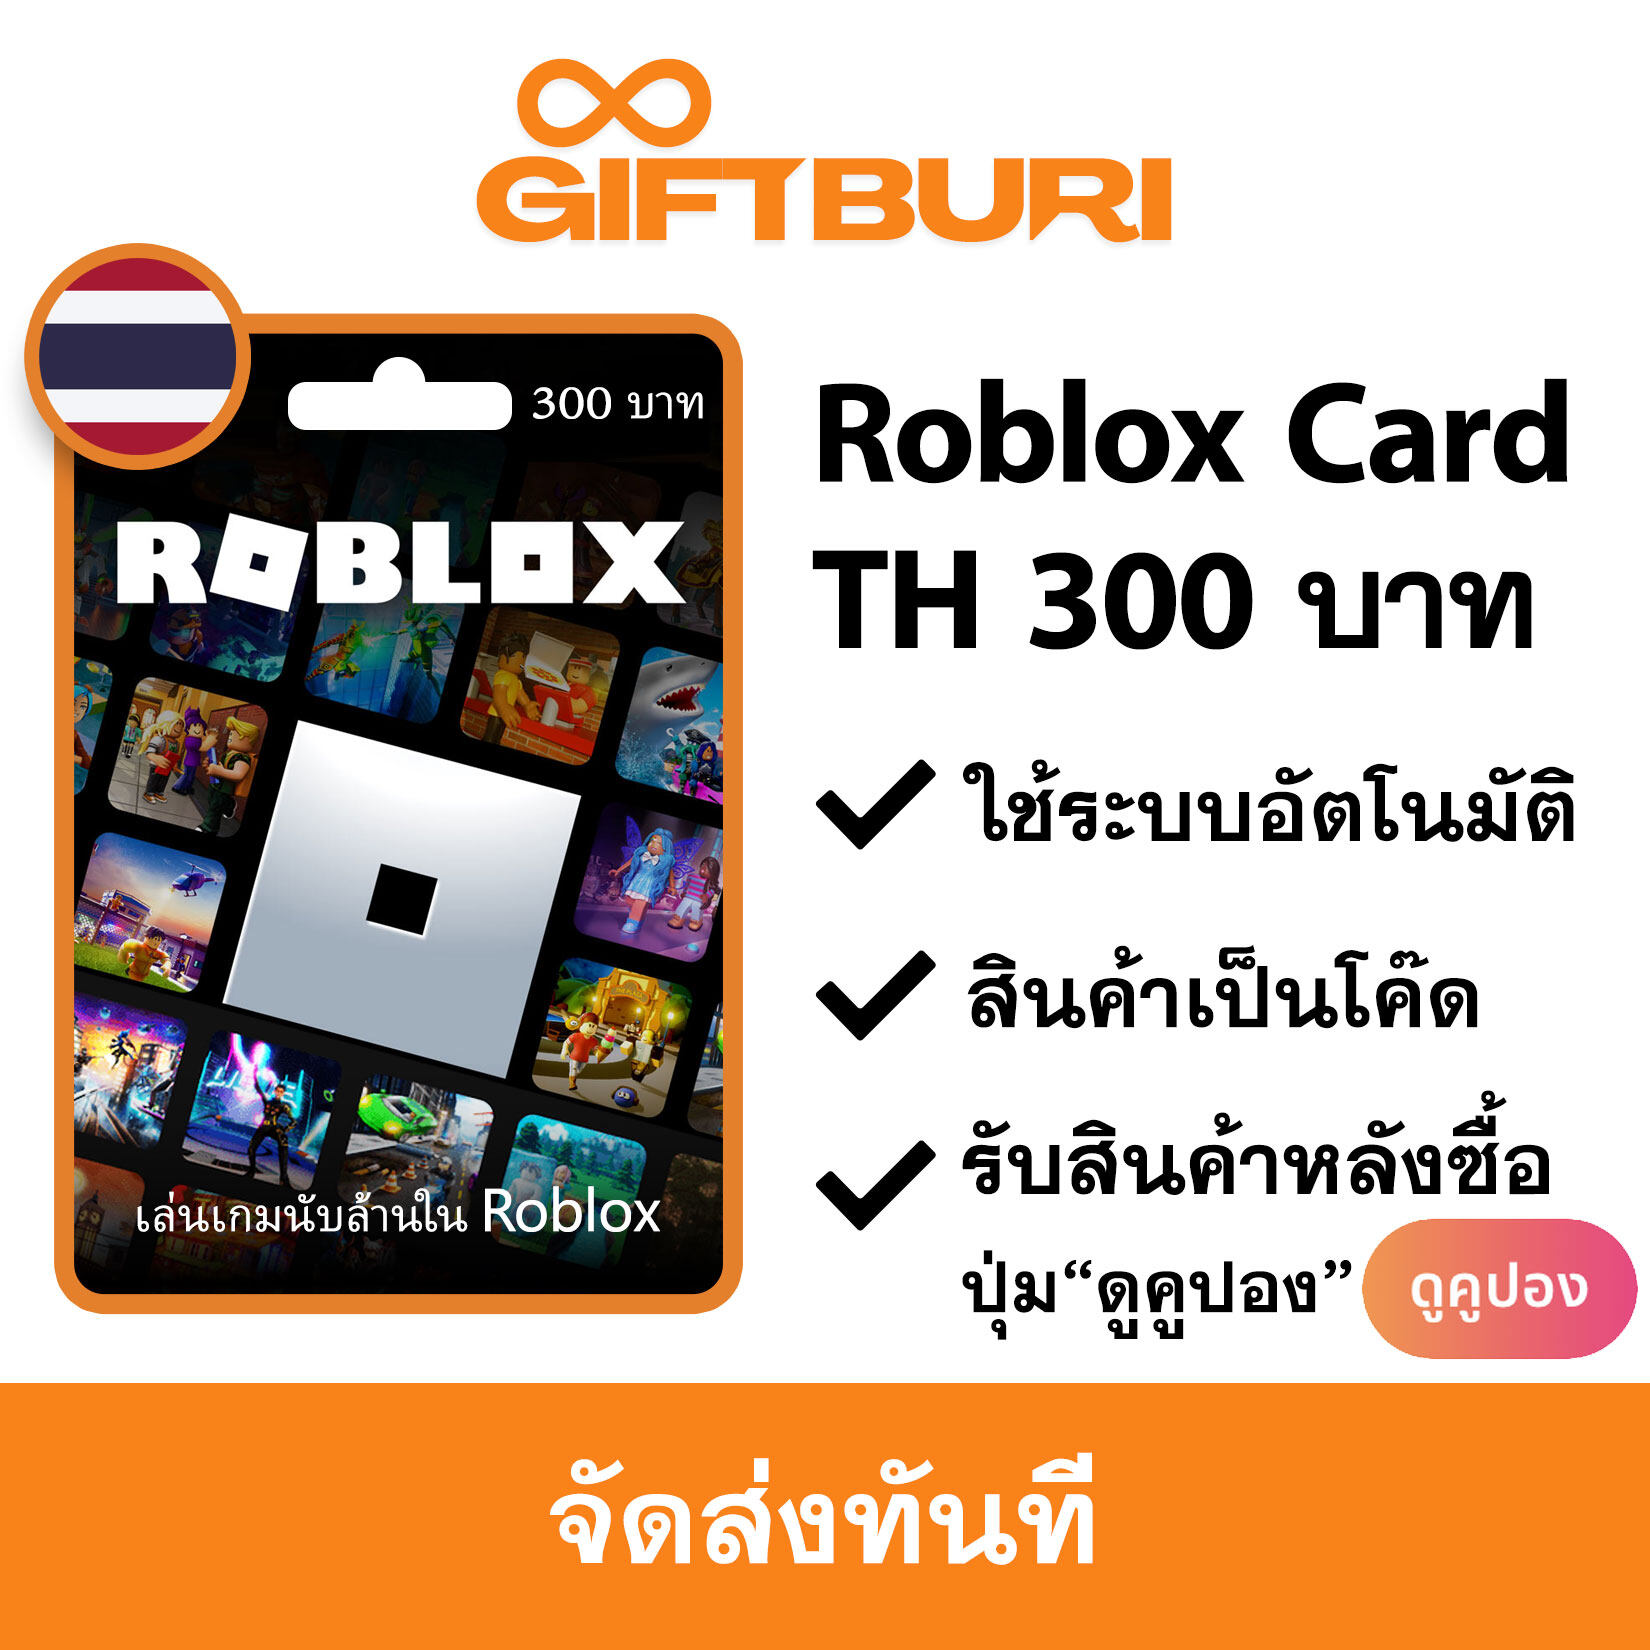 GIFTBURI
300 บาท
ROBLOX
เล่นเกมนับล้านใน Roblox
Roblox Card
TH 300 บาท
ใช้ระบบอัตโนมัติ
สินค้าเป็นโค๊ด
รับสินค้าหลังซื้อ
ปุ่ม“ดูคูปอง”
ดูคูปอง
จัดส่งทันที